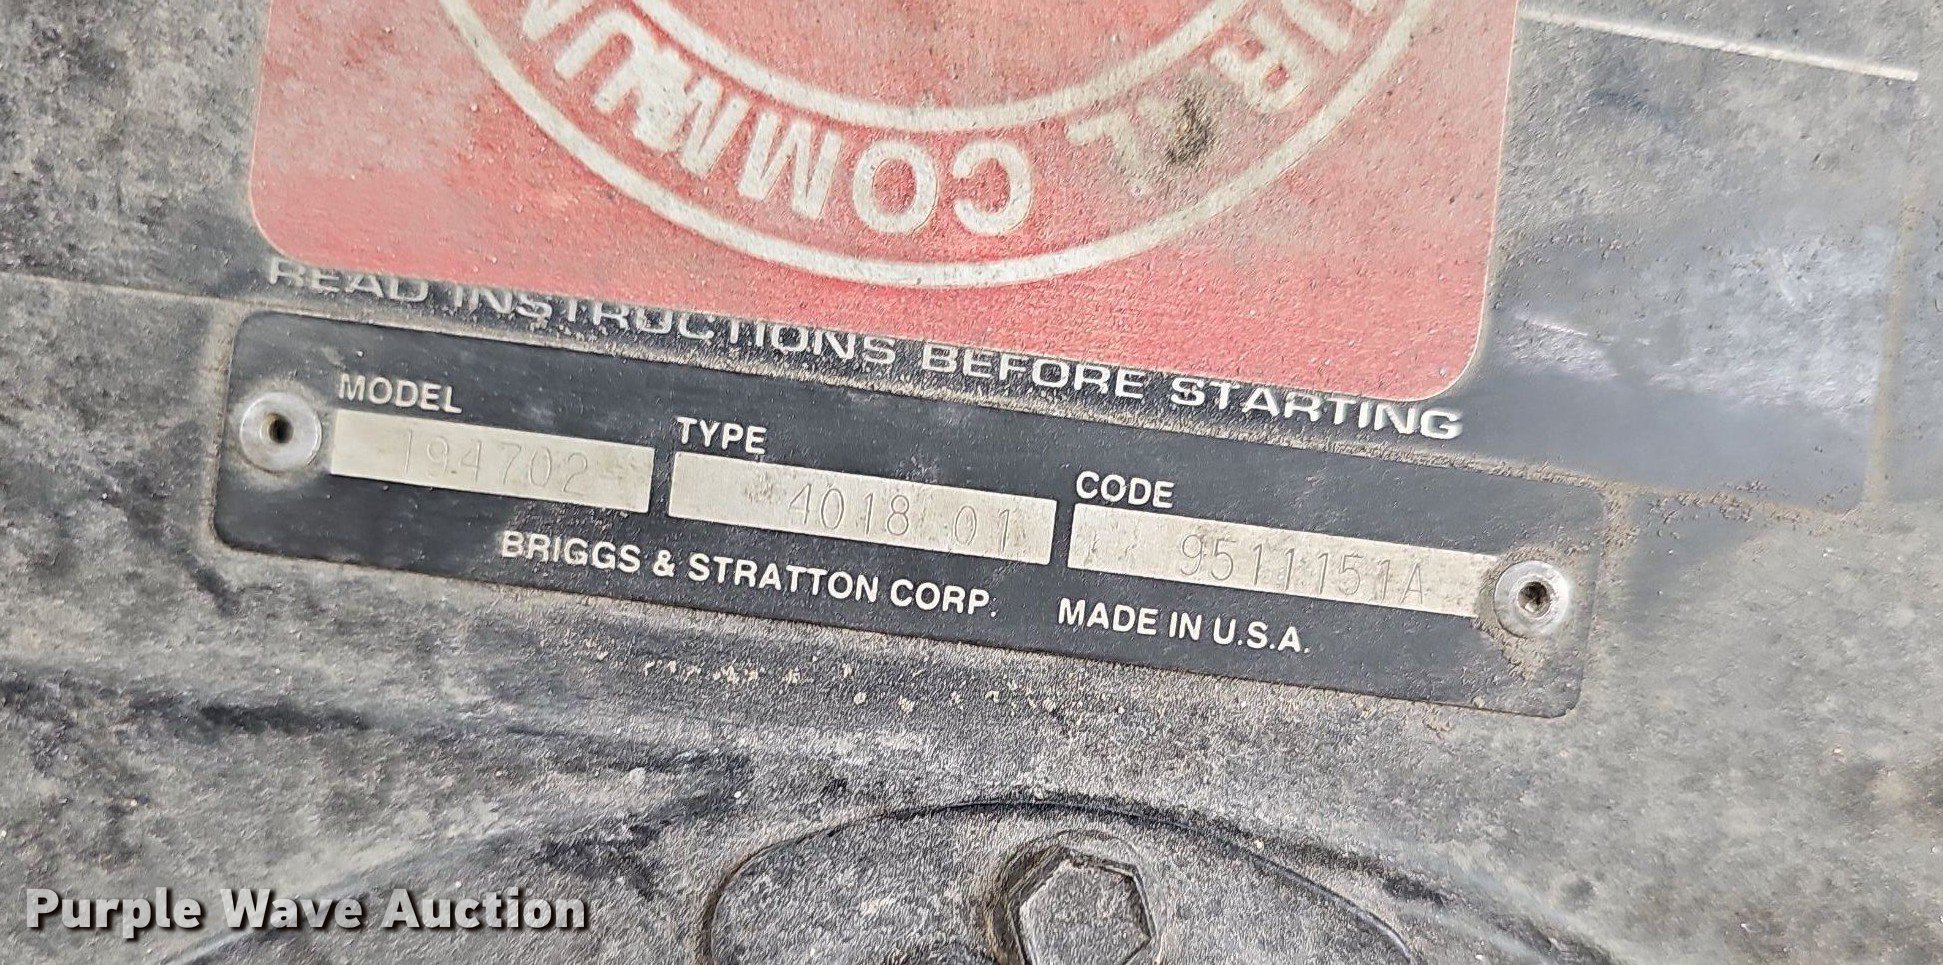 INDUSTRIAL COMMU
READ INSTRUCTIONS BEFORE STARTING
MODEL TYPE CODE
194702 4018 01 9511151A
BRIGGS & STRATTON CORP. MADE IN U.S.A.
Purple Wave Auction